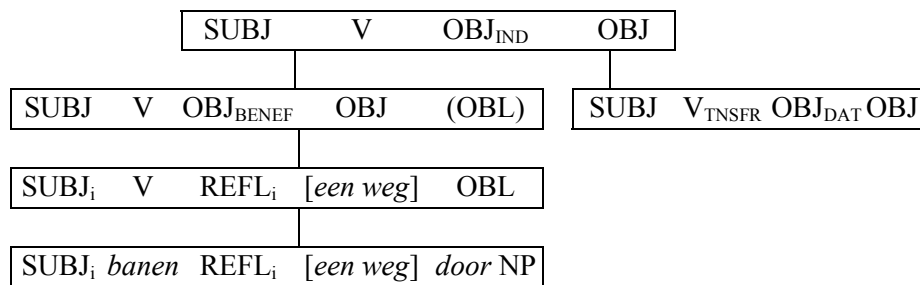 SUBJ V OBJIND OBJ
SUBJ V OBJBENEF OBJ (OBL)
SUBJ VTNSFR OBJDAT OBJ
SUBJi V REFLi [een weg] OBL
SUBJi banen REFLi [een weg] door NP